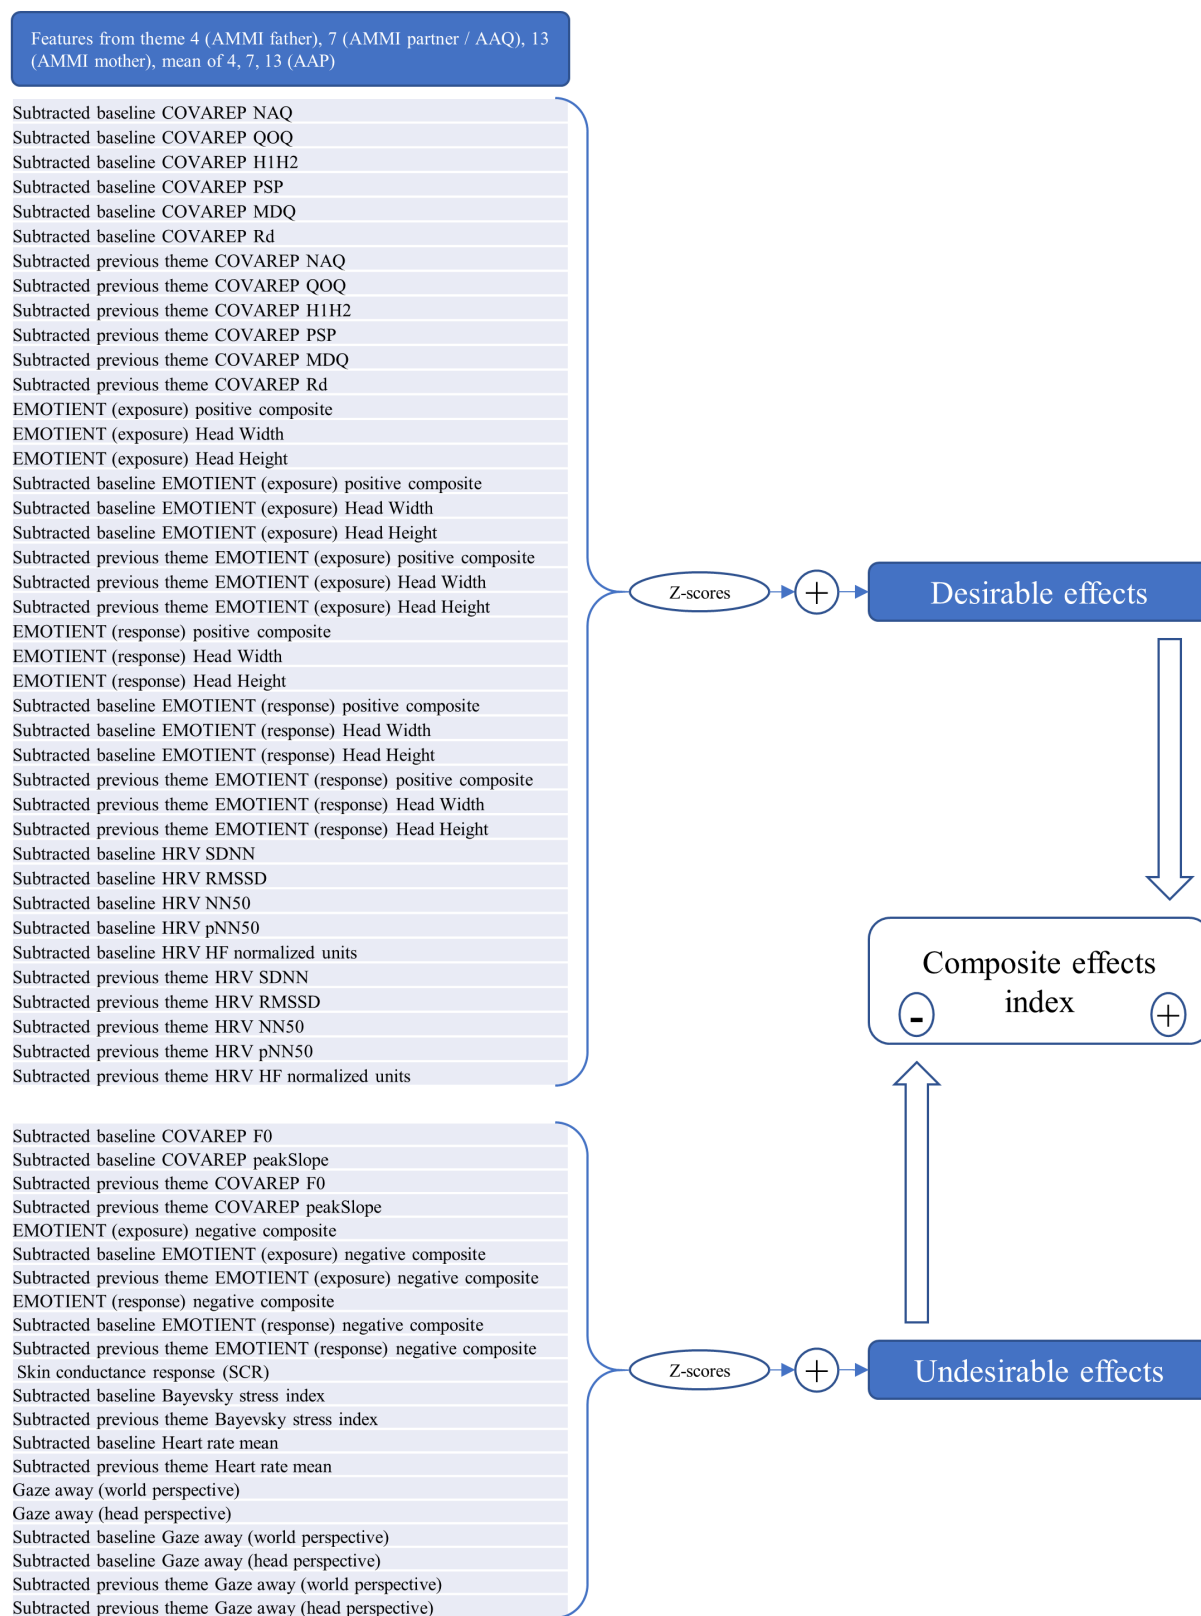 Features from theme 4 (AMMI father), 7 (AMMI partner / AAQ), 13
(AMMI mother), mean of 4, 7, 13 (AAP)
Subtracted baseline COVAREP NAQ
Subtracted baseline COVAREP QOQ
Subtracted baseline COVAREP H1H2
Subtracted baseline COVAREP PSP
Subtracted baseline COVAREP MDQ
Subtracted baseline COVAREP Rd
Subtracted previous theme COVAREP NAQ
Subtracted previous theme COVAREP QOQ
Subtracted previous theme COVAREP H1H2
Subtracted previous theme COVAREP PSP
Subtracted previous theme COVAREP MDQ
Subtracted previous theme COVAREP Rd
EMOTIENT (exposure) positive composite
EMOTIENT (exposure) Head Width
EMOTIENT (exposure) Head Height
Subtracted baseline EMOTIENT (exposure) positive composite
Subtracted baseline EMOTIENT (exposure) Head Width
Subtracted baseline EMOTIENT (exposure) Head Height
Subtracted previous theme EMOTIENT (exposure) positive composite
Subtracted previous theme EMOTIENT (exposure) Head Width
Subtracted previous theme EMOTIENT (exposure) Head Height
EMOTIENT (response) positive composite
EMOTIENT (response) Head Width
EMOTIENT (response) Head Height
Subtracted baseline EMOTIENT (response) positive composite
Subtracted baseline EMOTIENT (response) Head Width
Subtracted baseline EMOTIENT (response) Head Height
Subtracted previous theme EMOTIENT (response) positive composite
Subtracted previous theme EMOTIENT (response) Head Width
Subtracted previous theme EMOTIENT (response) Head Height
Subtracted baseline HRV SDNN
Subtracted baseline HRV RMSSD
Subtracted baseline HRV NN50
Subtracted baseline HRV pNN50
Subtracted baseline HRV HF normalized units
Subtracted previous theme HRV SDNN
Subtracted previous theme HRV RMSSD
Subtracted previous theme HRV NN50
Subtracted previous theme HRV pNN50
Subtracted previous theme HRV HF normalized units
Z-scores
+
Desirable effects
Composite effects
index
-
+
Subtracted baseline COVAREP F0
Subtracted baseline COVAREP peakSlope
Subtracted previous theme COVAREP F0
Subtracted previous theme COVAREP peakSlope
EMOTIENT (exposure) negative composite
Subtracted baseline EMOTIENT (exposure) negative composite
Subtracted previous theme EMOTIENT (exposure) negative composite
EMOTIENT (response) negative composite
Subtracted baseline EMOTIENT (response) negative composite
Subtracted previous theme EMOTIENT (response) negative composite
Skin conductance response (SCR)
Subtracted baseline Bayevsky stress index
Subtracted previous theme Bayevsky stress index
Subtracted baseline Heart rate mean
Subtracted previous theme Heart rate mean
Gaze away (world perspective)
Gaze away (head perspective)
Subtracted baseline Gaze away (world perspective)
Subtracted baseline Gaze away (head perspective)
Subtracted previous theme Gaze away (world perspective)
Subtracted previous theme Gaze away (head perspective)
Z-scores
+
Undesirable effects